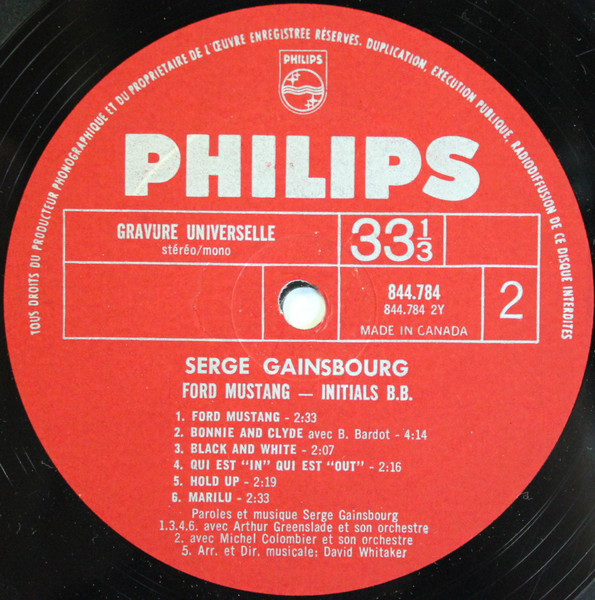 TOUS DROITS DU PRODUCTEUR PHONOGRAPHIQUE ET DU PROPRIETAIRE DE L'ŒUVRE ENREGISTREE RÉSERVES. DUPLICATION, EXECUTION PUBLIQUE, RADIODIFFUSION DE CE DISQUE INTERDITES
PHILIPS
PHILIPS
GRAVURE UNIVERSELLE
stéréo/mono
33 1/3
844.784
844.784 2Y
MADE IN CANADA
2
SERGE GAINSBOURG
FORD MUSTANG — INITIALS B.B.
1. FORD MUSTANG - 2:33
2. BONNIE AND CLYDE avec B. Bardot - 4:14
3. BLACK AND WHITE - 2:07
4. QUI EST "IN" QUI EST "OUT" - 2:16
5. HOLD UP - 2:19
6. MARILU - 2:33
Paroles et musique Serge Gainsbourg
1.3.4.6. avec Arthur Greenslade et son orchestre
2. avec Michel Colombier et son orchestre
5. Arr. et Dir. musicale: David Whitaker
a.